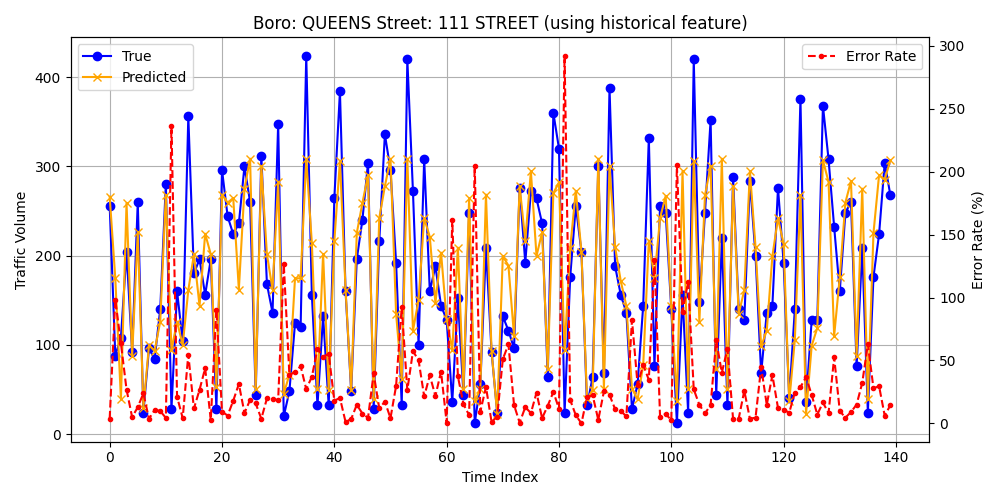 Boro: QUEENS Street: 111 STREET (using historical feature)
True
Predicted
Error Rate
Traffic Volume
400
300
200
100
0
Error Rate (%)
300
250
200
150
100
50
0
0 20 40 60 80 100 120 140
Time Index